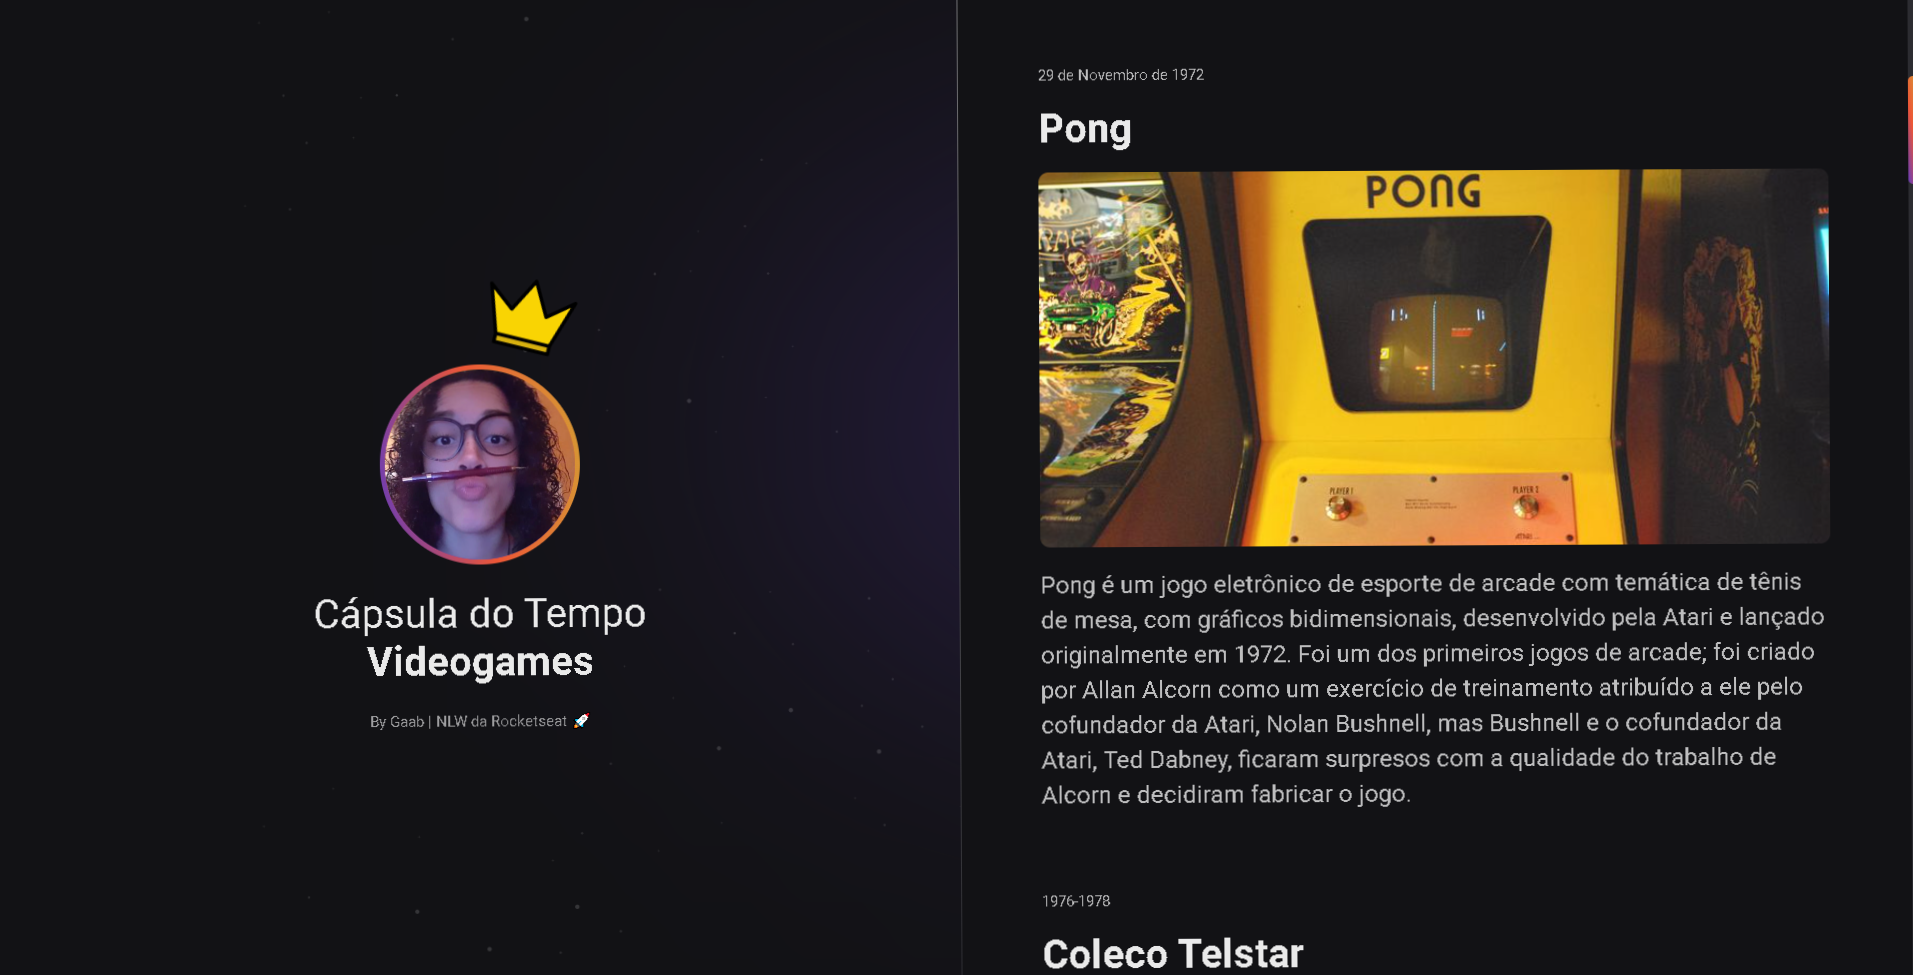 Cápsula do Tempo
Videogames
By Gaab | NLW da Rocketseat 🚀
29 de Novembro de 1972
Pong
PONG
15
PLAYER 1
PLAYER 2
Pong é um jogo eletrônico de esporte de arcade com temática de tênis
de mesa, com gráficos bidimensionais, desenvolvido pela Atari e lançado
originalmente em 1972. Foi um dos primeiros jogos de arcade; foi criado
por Allan Alcorn como um exercício de treinamento atribuído a ele pelo
cofundador da Atari, Nolan Bushnell, mas Bushnell e o cofundador da
Atari, Ted Dabney, ficaram surpresos com a qualidade do trabalho de
Alcorn e decidiram fabricar o jogo.
1976-1978
Coleco Telstar